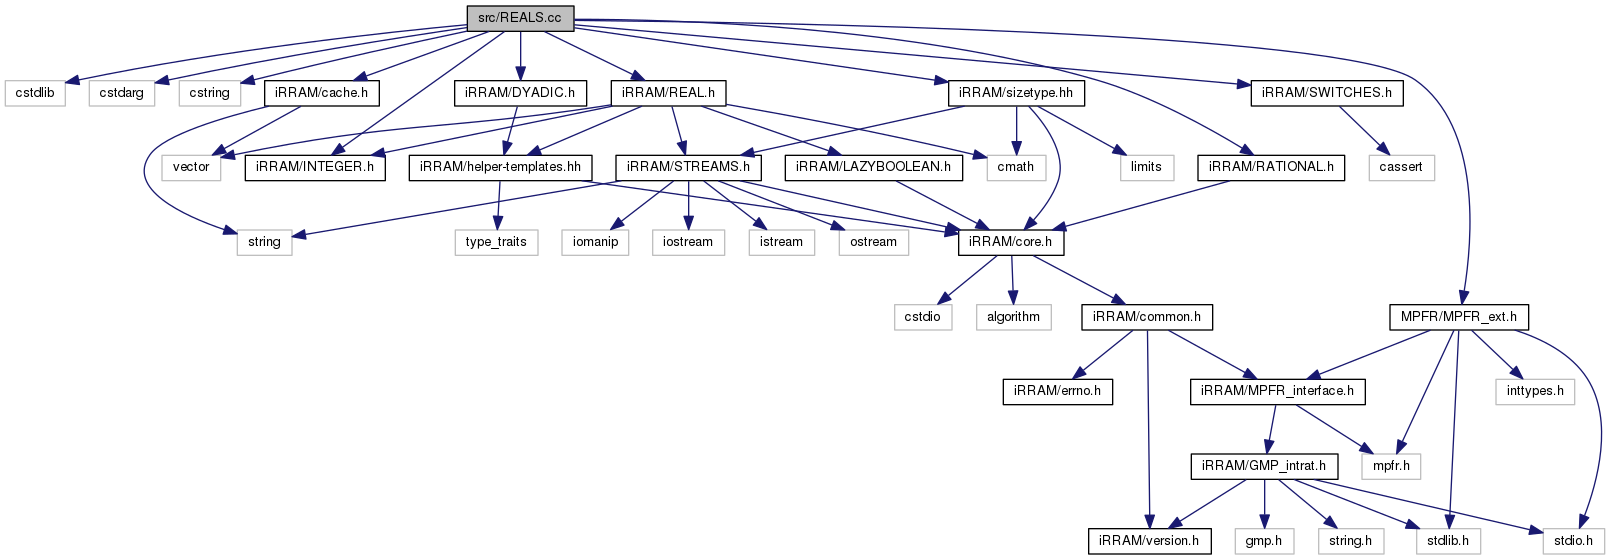 src/REALS.cc
cstdlib
cstdarg
cstring
iRRAM/cache.h
iRRAM/DYADIC.h
iRRAM/REAL.h
iRRAM/sizetype.hh
iRRAM/SWITCHES.h
vector
iRRAM/INTEGER.h
iRRAM/helper-templates.hh
iRRAM/STREAMS.h
iRRAM/LAZYBOOLEAN.h
cmath
limits
iRRAM/RATIONAL.h
cassert
string
type_traits
iomanip
iostream
istream
ostream
iRRAM/core.h
cstdio
algorithm
iRRAM/common.h
MPFR/MPFR_ext.h
iRRAM/errno.h
iRRAM/MPFR_interface.h
inttypes.h
iRRAM/GMP_intrat.h
mpfr.h
iRRAM/version.h
gmp.h
string.h
stdlib.h
stdio.h